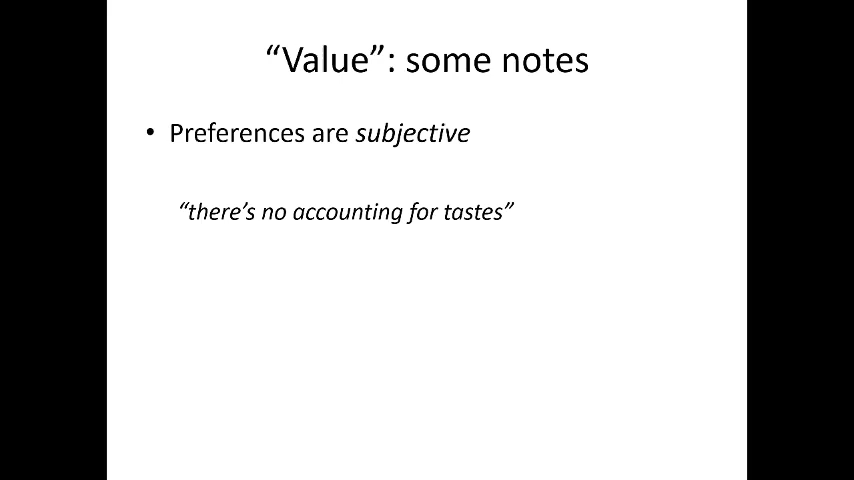 “Value”: some notes
• Preferences are subjective
“there’s no accounting for tastes”